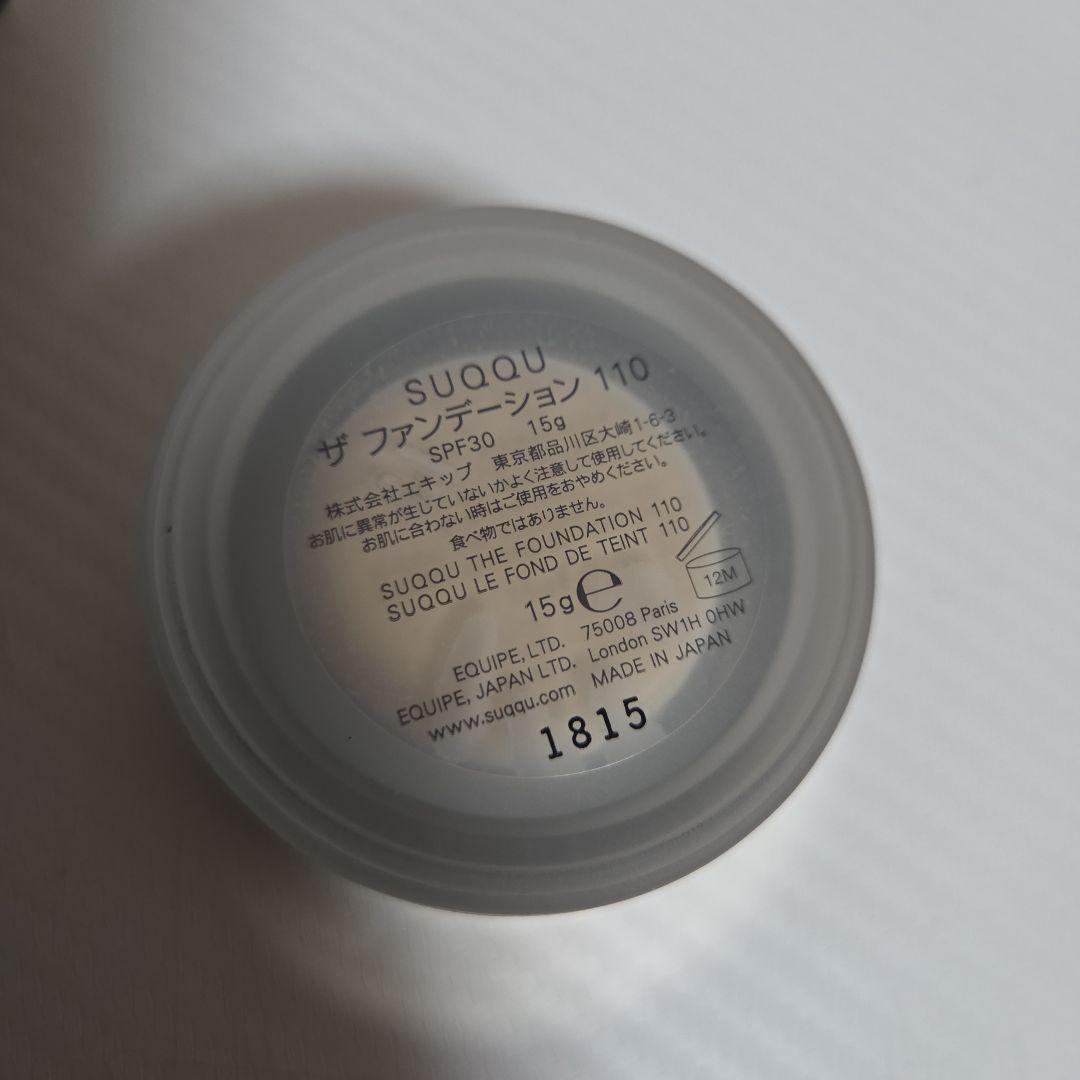 SUQQU
ザ ファンデーション 110
SPF30 15g
株式会社エキップ 東京都品川区大崎1-6-3
お肌に異常が生じていないかよく注意して使用してください。
お肌に合わない時はご使用をおやめください。
食べ物ではありません。
SUQQU THE FOUNDATION 110
SUQQU LE FOND DE TEINT 110
15g e
12M
EQUIPE, LTD. 75008 Paris
EQUIPE, JAPAN LTD. London SW1H 0HW
www.suqqu.com MADE IN JAPAN
1815